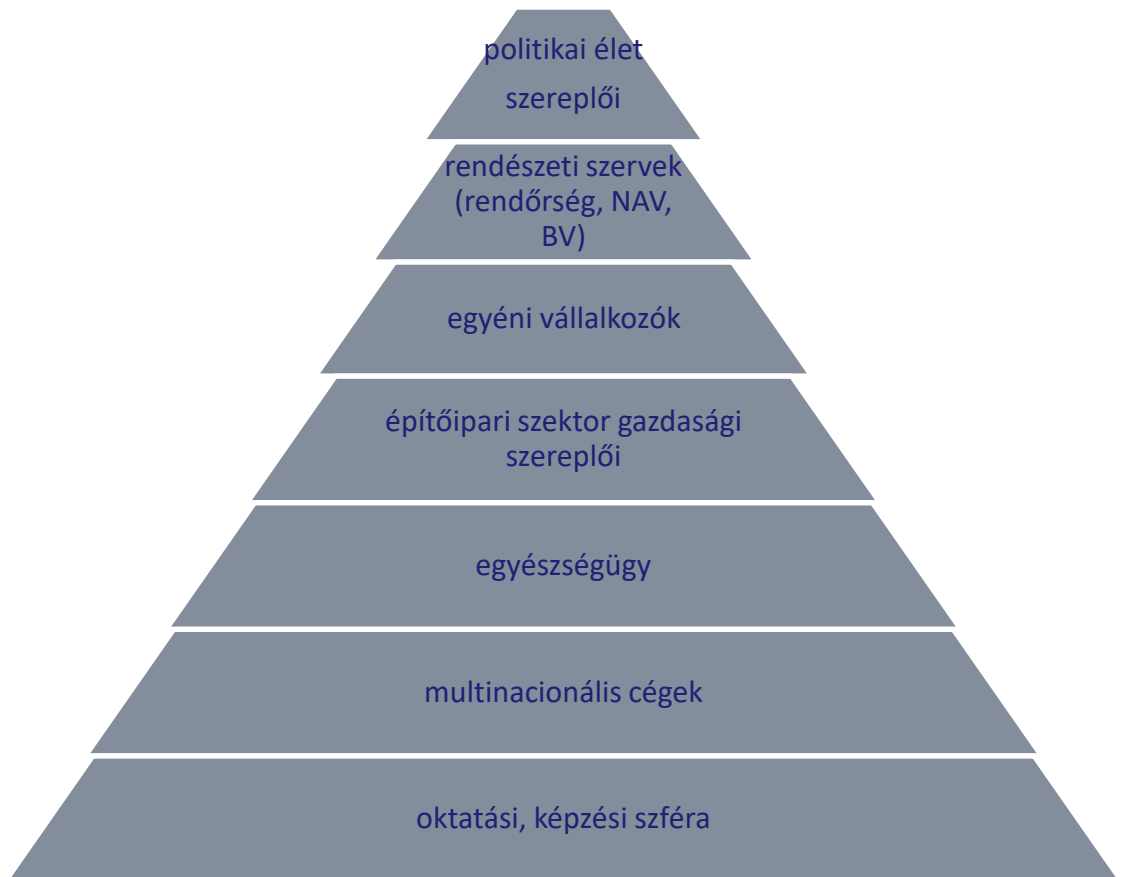 politikai élet
szereplői
rendészeti szervek
(rendőrség, NAV,
BV)
egyéni vállalkozók
építőipari szektor gazdasági
szereplői
egyészségügy
multinacionális cégek
oktatási, képzési szféra